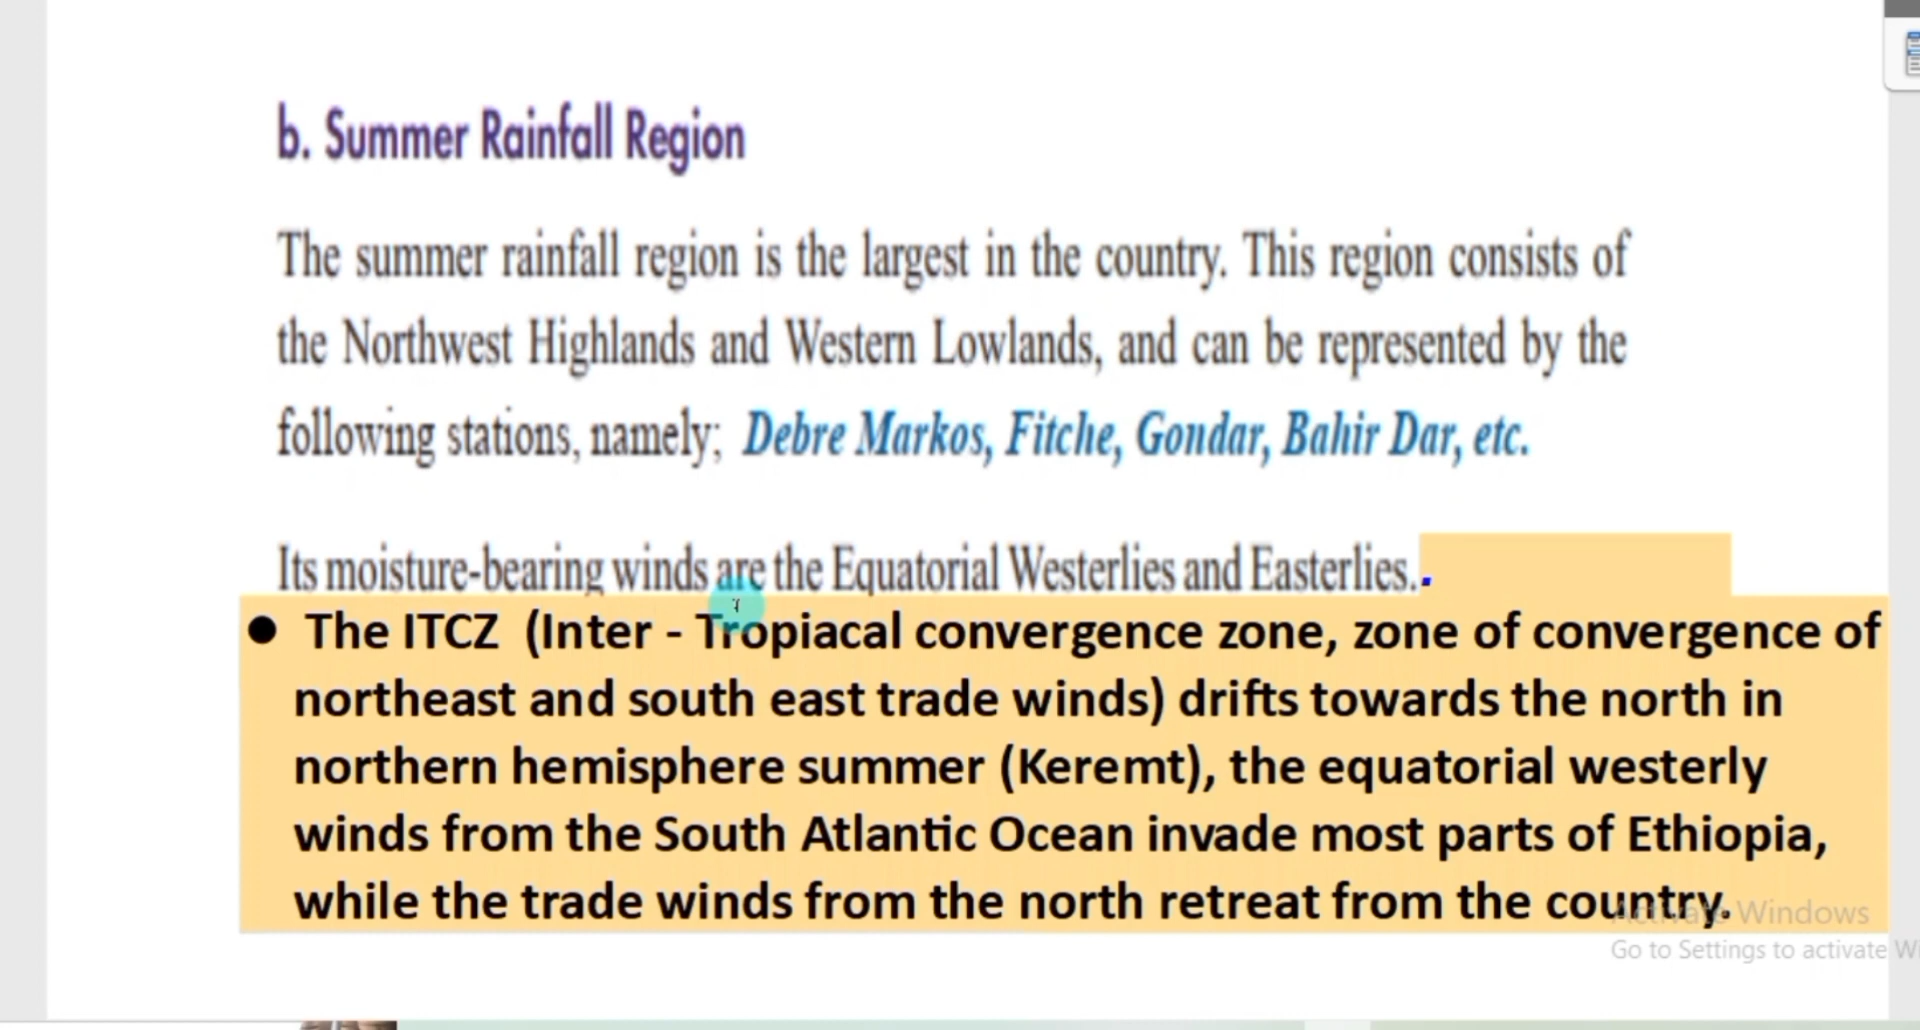 b. Summer Rainfall Region
The summer rainfall region is the largest in the country. This region consists of
the Northwest Highlands and Western Lowlands, and can be represented by the
following stations, namely; Debre Markos, Fitche, Gondar, Bahir Dar, etc.
Its moisture-bearing winds are the Equatorial Westerlies and Easterlies..
● The ITCZ (Inter - Tropiacal convergence zone, zone of convergence of
northeast and south east trade winds) drifts towards the north in
northern hemisphere summer (Keremt), the equatorial westerly
winds from the South Atlantic Ocean invade most parts of Ethiopia,
while the trade winds from the north retreat from the country.
Activate Windows
Go to Settings to activate